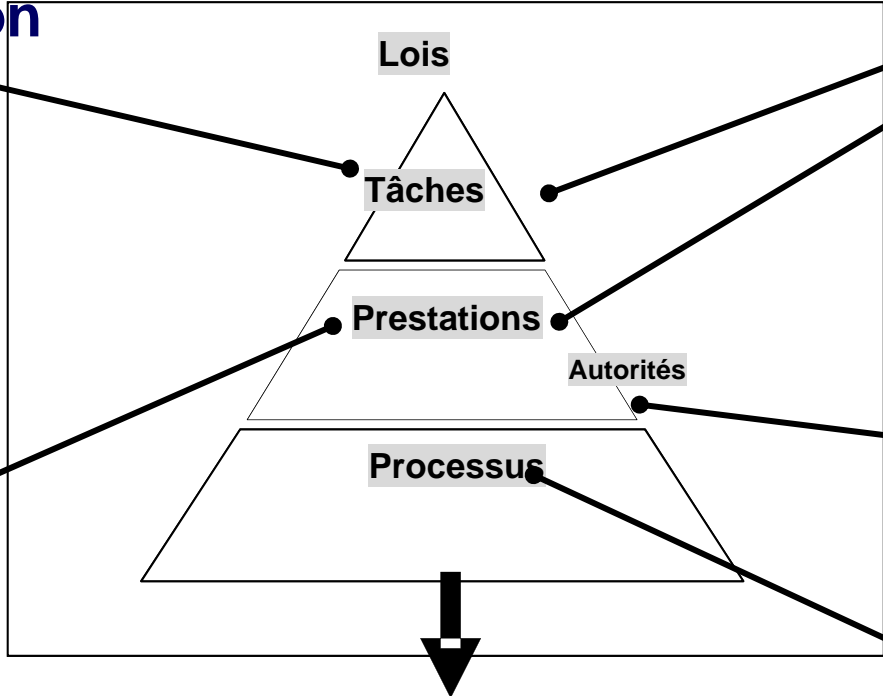 on
Lois
Tâches
Prestations
Autorités
Processus